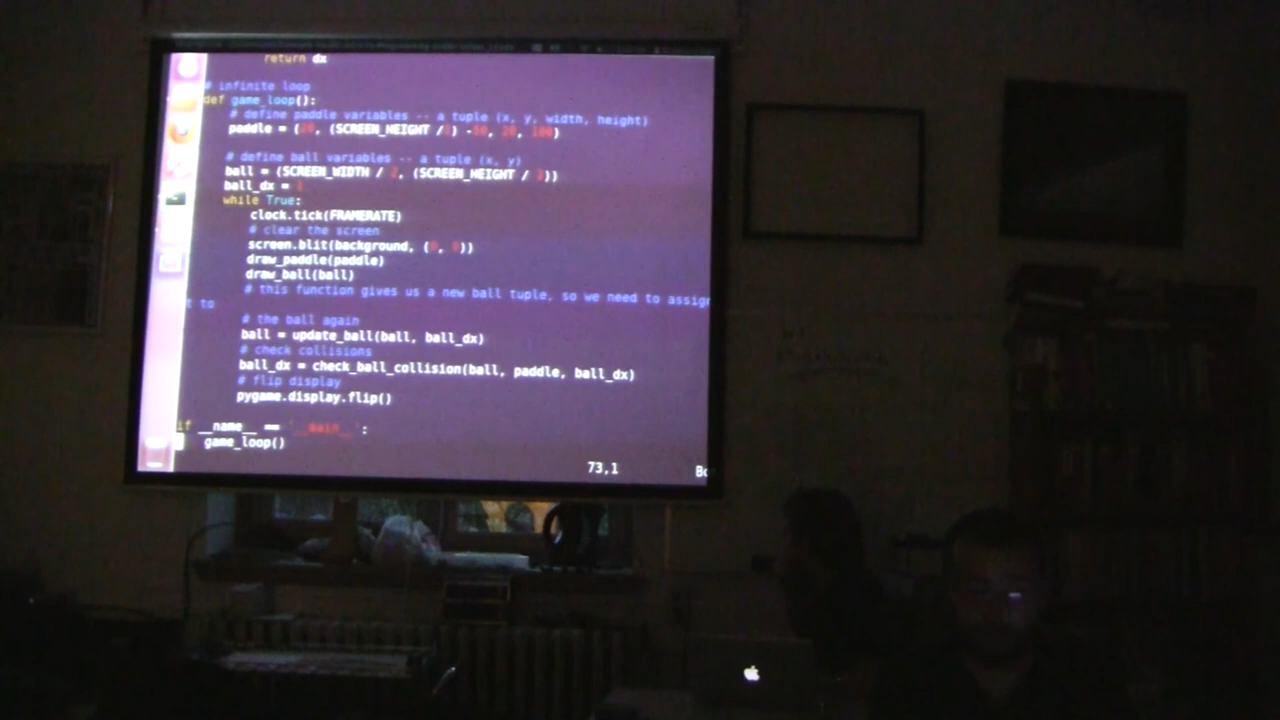 return dx
# infinite loop
def game_loop():
# define paddle variables -- a tuple (x, y, width, height)
paddle = (20, (SCREEN_HEIGHT /2) -50, 20, 100)
# define ball variables -- a tuple (x, y)
ball = (SCREEN_WIDTH / 2, (SCREEN_HEIGHT / 2))
ball_dx = 1
while True:
clock.tick(FRAMERATE)
# clear the screen
screen.blit(background, (0, 0))
draw_paddle(paddle)
draw_ball(ball)
# this function gives us a new ball tuple, so we need to assign
t to
# the ball again
ball = update_ball(ball, ball_dx)
# check collisions
ball_dx = check_ball_collision(ball, paddle, ball_dx)
# flip display
pygame.display.flip()
if __name__ == '__main__':
game_loop()
73,1 Bo